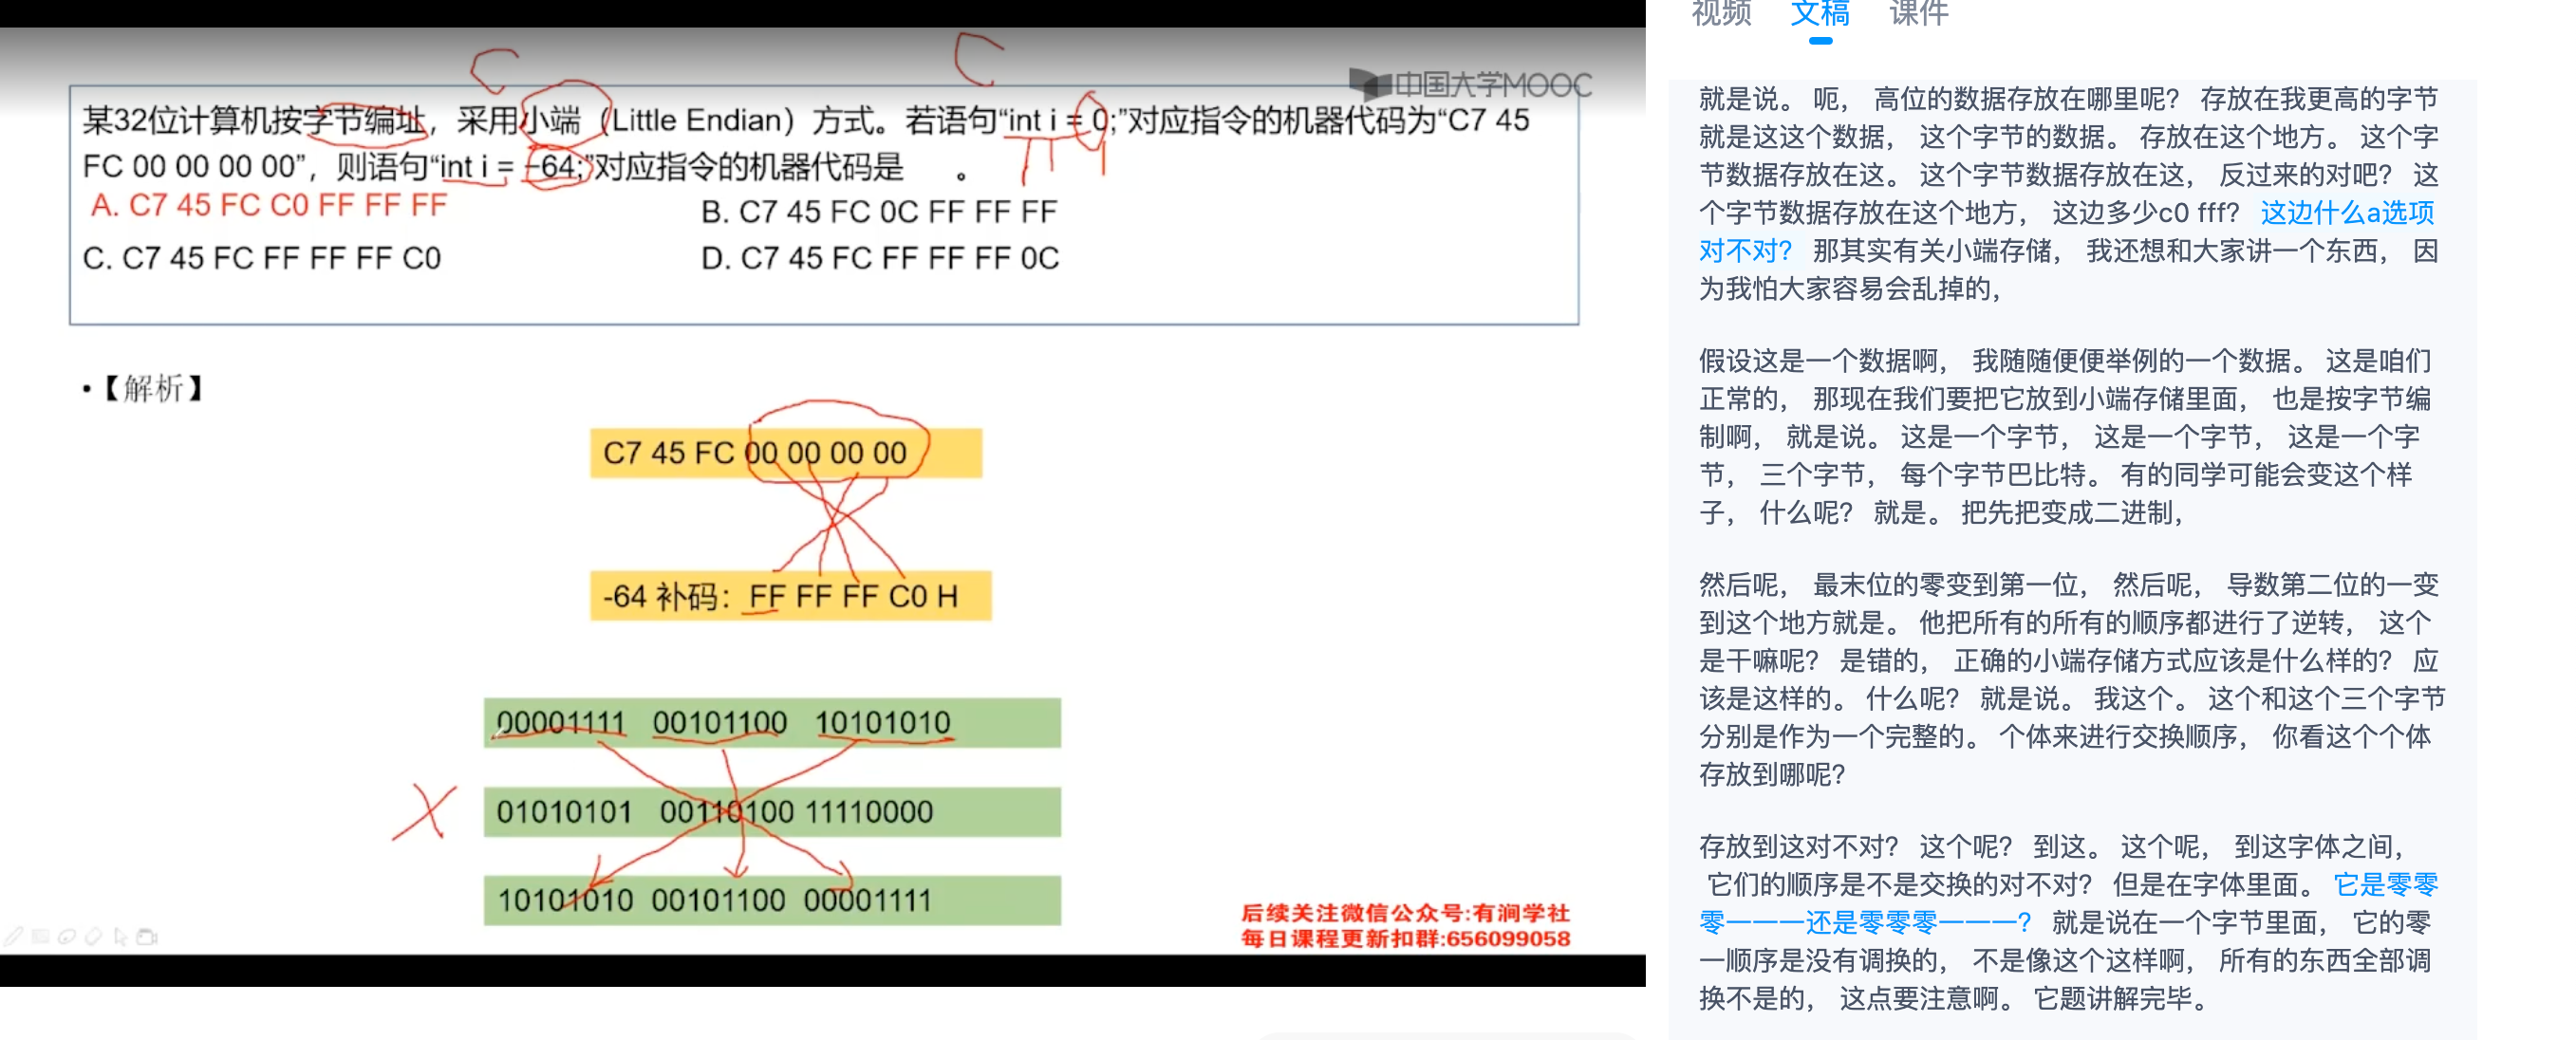 中国大学MOOC
某32位计算机按字节编址，采用小端（Little Endian）方式。若语句“int i = 0;”对应指令的机器代码为“C7 45
FC 00 00 00 00”，则语句“int i = -64;”对应指令的机器代码是　　。
A. C7 45 FC C0 FF FF FF
B. C7 45 FC 0C FF FF FF
C. C7 45 FC FF FF FF C0
D. C7 45 FC FF FF FF 0C
•【解析】
C7 45 FC 00 00 00 00
-64 补码：FF FF FF C0 H
00001111 00101100 10101010
01010101 00110100 11110000
10101010 00101100 00001111
后续关注微信公众号:有涧学社
每日课程更新扣群:656099058
视频 文稿 课件
就是说。 呃， 高位的数据存放在哪里呢? 存放在我更高的字节
就是这这个数据， 这个字节的数据。 存放在这个地方。 这个字
节数据存放在这。 这个字节数据存放在这， 反过来的对吧? 这
个字节数据存放在这个地方， 这边多少c0 fff? 这边什么a选项
对不对? 那其实有关小端存储， 我还想和大家讲一个东西， 因
为我怕大家容易会乱掉的，
假设这是一个数据啊， 我随随便便举例的一个数据。 这是咱们
正常的， 那现在我们要把它放到小端存储里面， 也是按字节编
制啊， 就是说。 这是一个字节， 这是一个字节， 这是一个字
节， 三个字节， 每个字节巴比特。 有的同学可能会变这个样
子， 什么呢? 就是。 把先把变成二进制，
然后呢， 最末位的零变到第一位， 然后呢， 导数第二位的一变
到这个地方就是。 他把所有的所有的顺序都进行了逆转， 这个
是干嘛呢? 是错的， 正确的小端存储方式应该是什么样的? 应
该是这样的。 什么呢? 就是说。 我这个。 这个和这个三个字节
分别是作为一个完整的。 个体来进行交换顺序， 你看这个个体
存放到哪呢?
存放到这对不对? 这个呢? 到这。 这个呢， 到这字体之间，
它们的顺序是不是交换的对不对? 但是在字体里面。 它是零零
零一一一还是零零零一一一? 就是说在一个字节里面， 它的零
一顺序是没有调换的， 不是像这个这样啊， 所有的东西全部调
换不是的， 这点要注意啊。 它题讲解完毕。